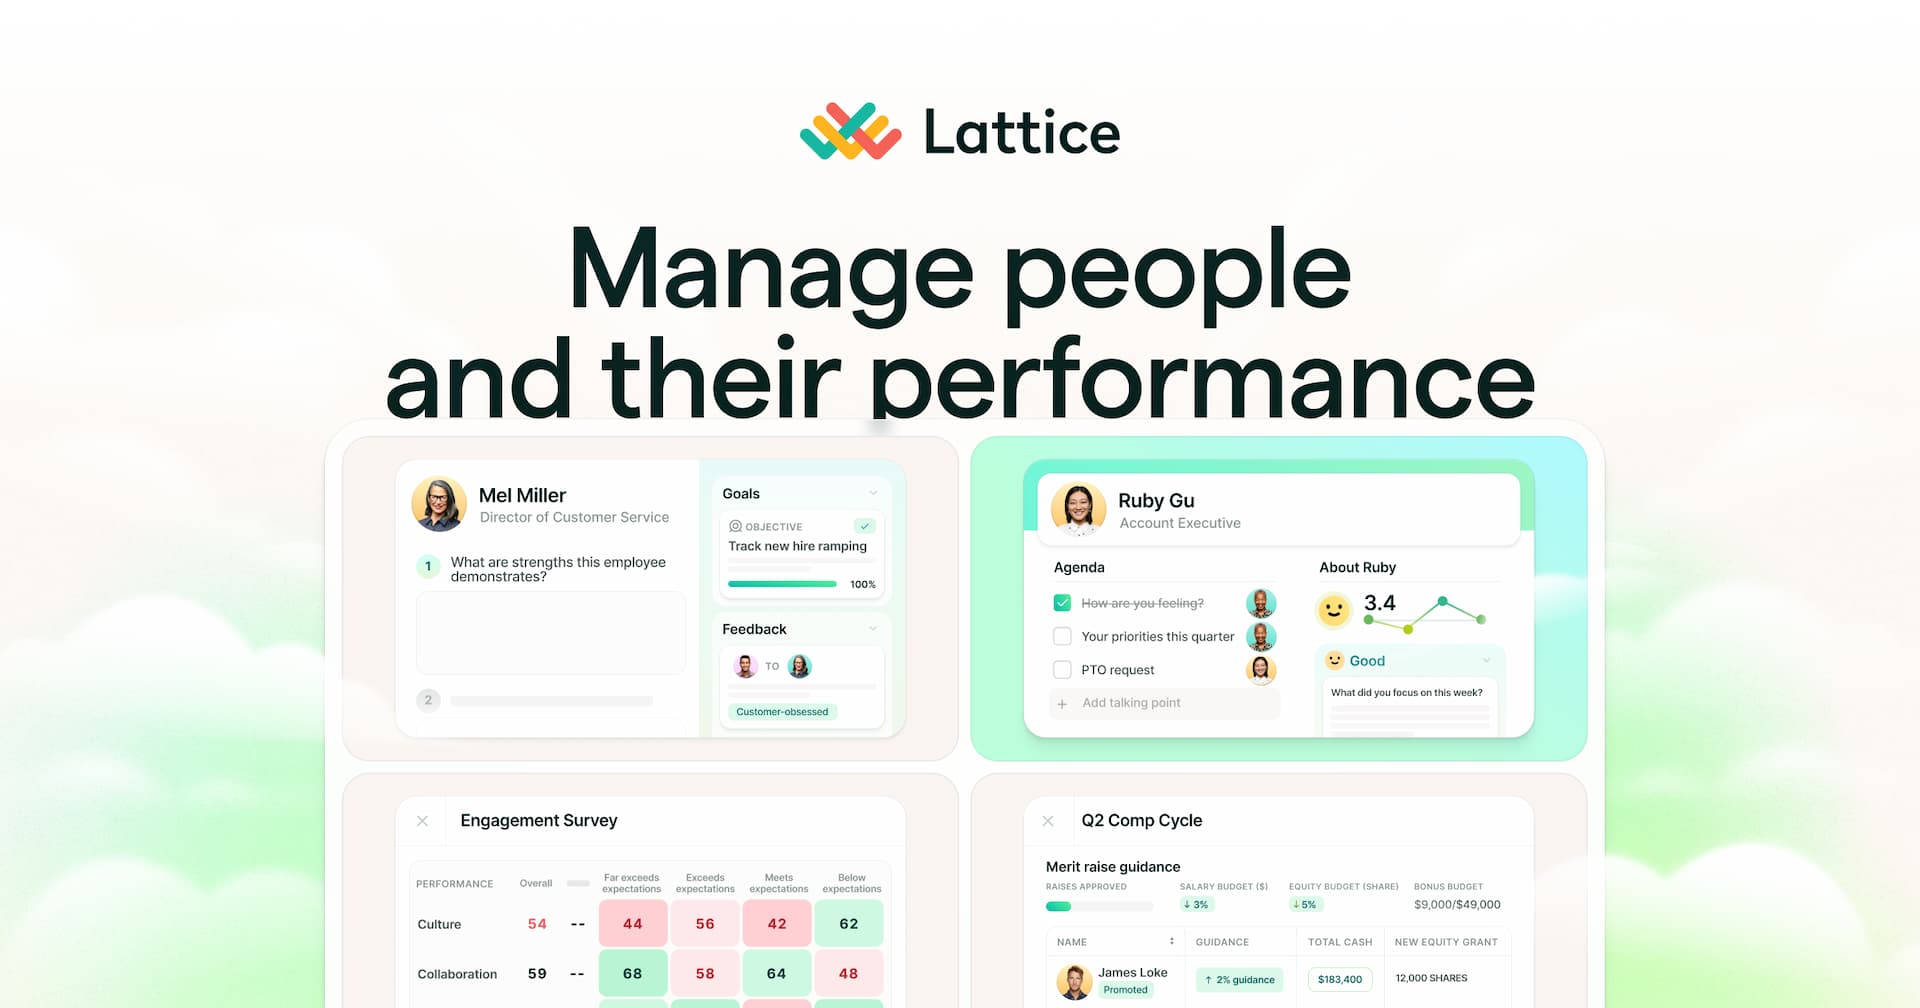 Lattice
Manage people
and their performance
Mel Miller
Director of Customer Service
1
What are strengths this employee
demonstrates?
2
Goals
OBJECTIVE
Track new hire ramping
100%
Feedback
TO
Customer-obsessed
Ruby Gu
Account Executive
Agenda
How are you feeling?
Your priorities this quarter
PTO request
+ Add talking point
About Ruby
3.4
Good
What did you focus on this week?
Engagement Survey
PERFORMANCE Overall Far exceeds expectations Exceeds expectations Meets expectations Below expectations
Culture 54 -- 44 56 42 62
Collaboration 59 -- 68 58 64 48
Q2 Comp Cycle
Merit raise guidance
RAISES APPROVED SALARY BUDGET ($) EQUITY BUDGET (SHARE) BONUS BUDGET
↓ 3% ↓ 5% $9,000/$49,000
NAME GUIDANCE TOTAL CASH NEW EQUITY GRANT
James Loke ↑ 2% guidance $183,400 12,000 SHARES
Promoted